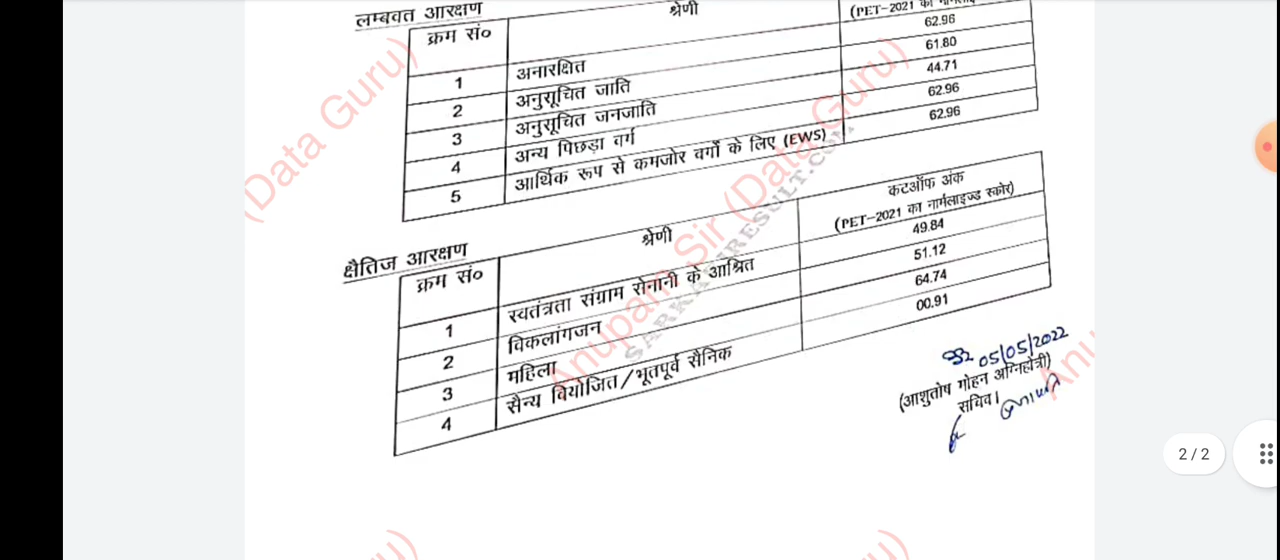 लम्बवत आरक्षण
क्रम सं० श्रेणी
(PET-2021 का
1 अनारक्षित 62.96
2 अनुसूचित जाति 61.80
3 अनुसूचित जनजाति 44.71
4 अन्य पिछड़ा वर्ग 62.96
5 आर्थिक रूप से कमजोर वर्गों के लिए (EWS) 62.96
क्षैतिज आरक्षण
क्रम सं० श्रेणी कटऑफ अंक
(PET-2021 का नार्मलाइज्ड स्कोर)
1 स्वतंत्रता संग्राम सेनानी के आश्रित 49.84
2 विकलांगजन 51.12
3 महिला 64.74
4 सैन्य वियोजित/भूतपूर्व सैनिक 00.91
05/05/2022
(आशुतोष मोहन अग्निहोत्री)
सचिव।
(Data Guru)
Anupam Sir (Data Guru)
SARKARIRESULT.COM
2/2